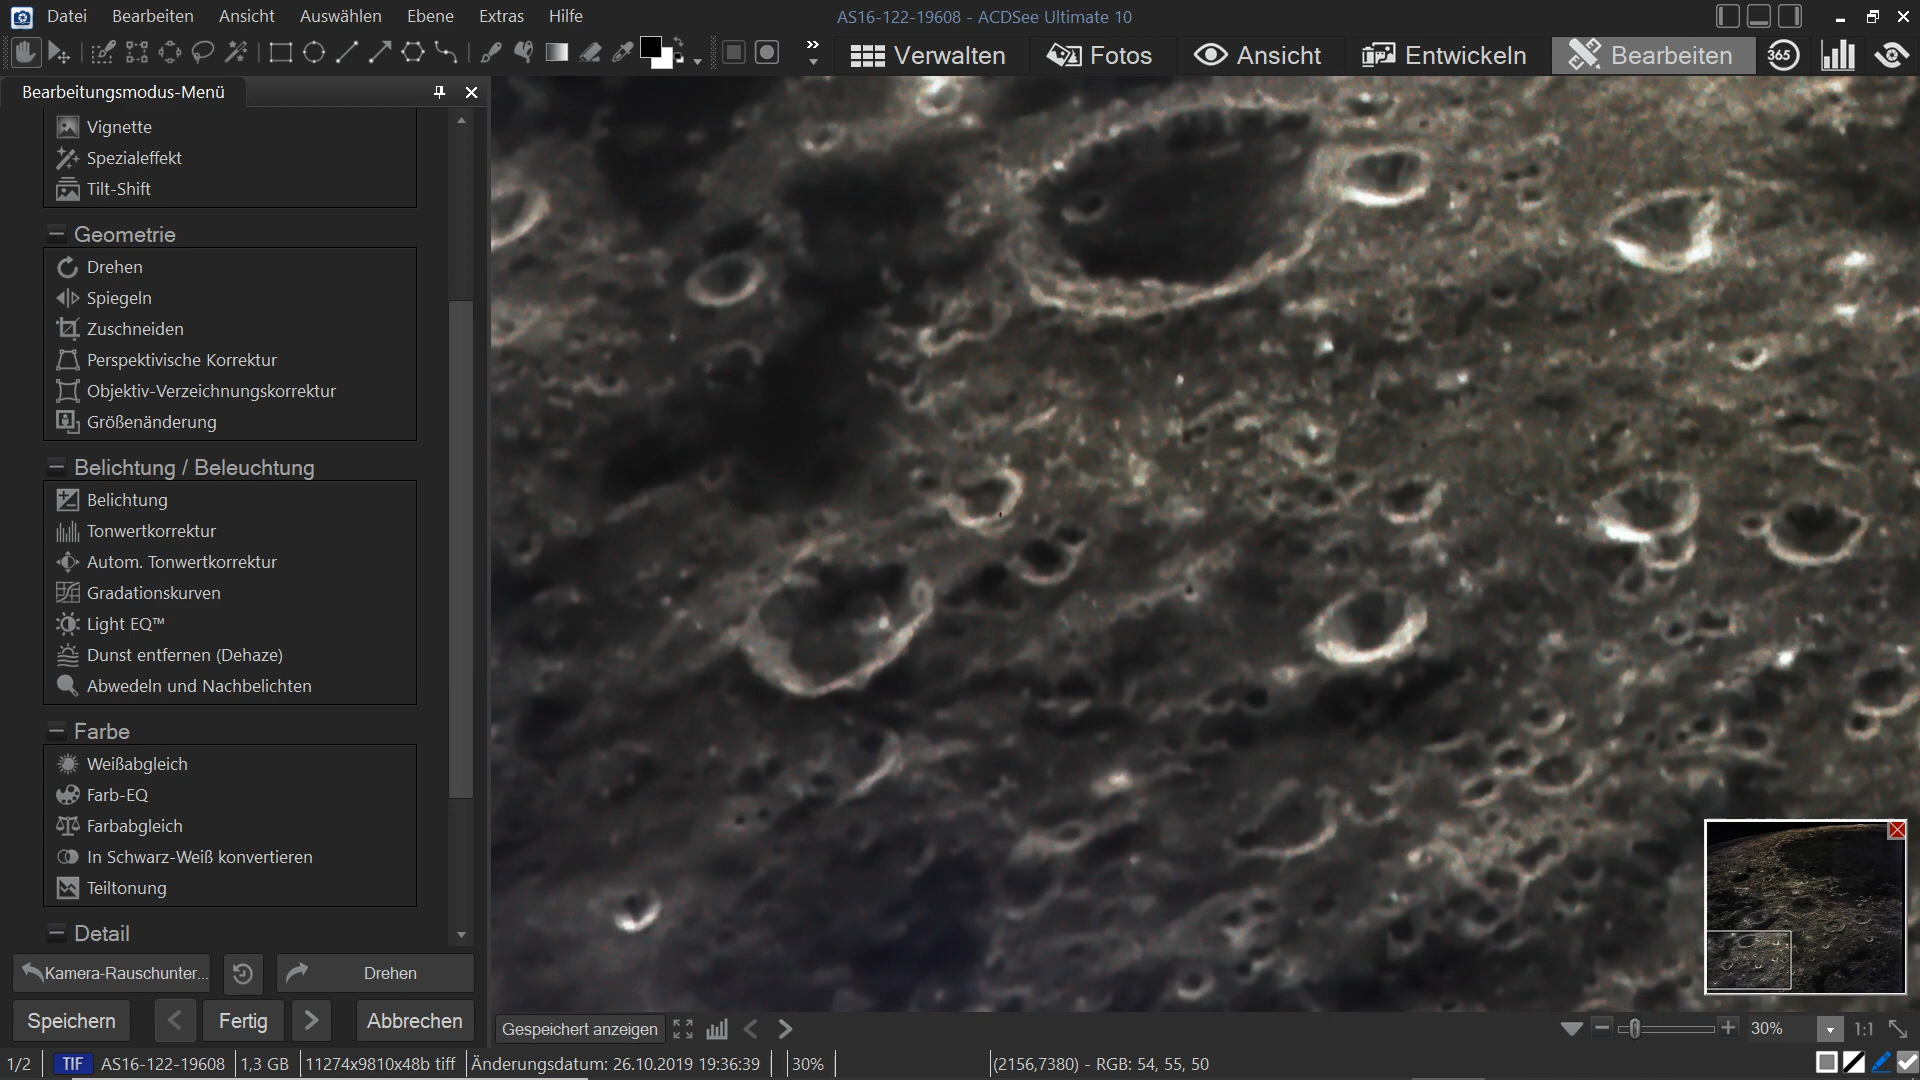 Datei Bearbeiten Ansicht Auswählen Ebene Extras Hilfe
AS16-122-19608 - ACDSee Ultimate 10
Verwalten Fotos Ansicht Entwickeln Bearbeiten 365
Bearbeitungsmodus-Menü
Vignette
Spezialeffekt
Tilt-Shift
Geometrie
Drehen
Spiegeln
Zuschneiden
Perspektivische Korrektur
Objektiv-Verzeichnungskorrektur
Größenänderung
Belichtung / Beleuchtung
Belichtung
Tonwertkorrektur
Autom. Tonwertkorrektur
Gradationskurven
Light EQ™
Dunst entfernen (Dehaze)
Abwedeln und Nachbelichten
Farbe
Weißabgleich
Farb-EQ
Farbabgleich
In Schwarz-Weiß konvertieren
Teiltonung
Detail
Kamera-Rauschunter... Drehen
Speichern Fertig Abbrechen
Gespeichert anzeigen
30% 1:1
1/2 TIF AS16-122-19608 1,3 GB 11274x9810x48b tiff Änderungsdatum: 26.10.2019 19:36:39 30% (2156,7380) - RGB: 54, 55, 50